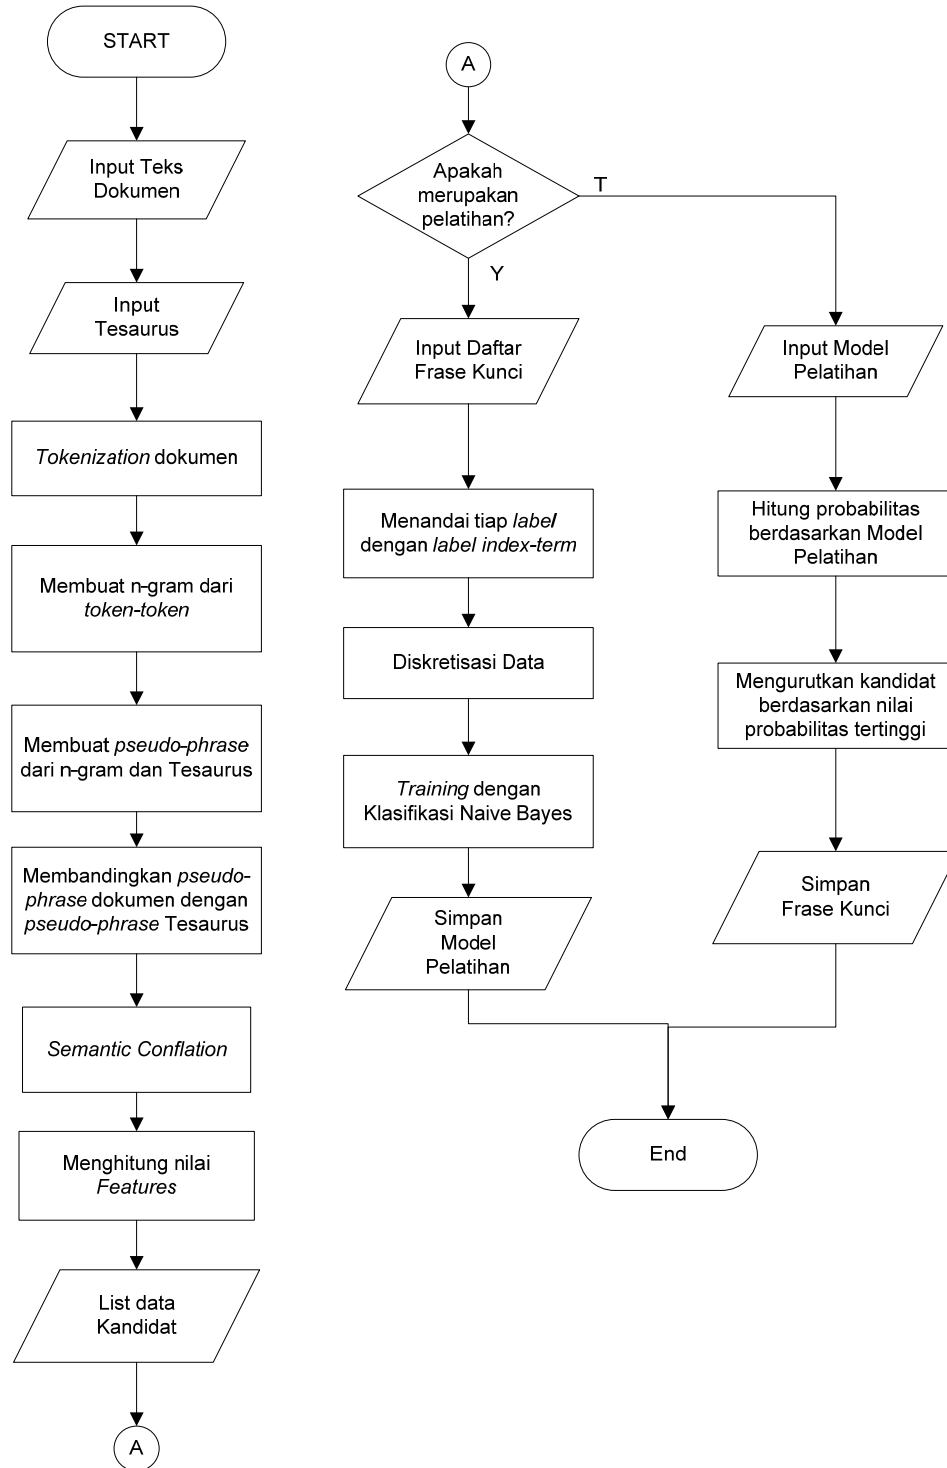 START
Input Teks
Dokumen
Input
Tesaurus
Tokenization dokumen
Membuat n-gram dari
token-token
Membuat pseudo-phrase
dari n-gram dan Tesaurus
Membandingkan pseudo-
phrase dokumen dengan
pseudo-phrase Tesaurus
Semantic Conflation
Menghitung nilai
Features
List data
Kandidat
A
A
Apakah
merupakan
pelatihan?
T
Y
Input Daftar
Frase Kunci
Menandai tiap label
dengan label index-term
Diskretisasi Data
Training dengan
Klasifikasi Naive Bayes
Simpan
Model
Pelatihan
Input Model
Pelatihan
Hitung probabilitas
berdasarkan Model
Pelatihan
Mengurutkan kandidat
berdasarkan nilai
probabilitas tertinggi
Simpan
Frase Kunci
End